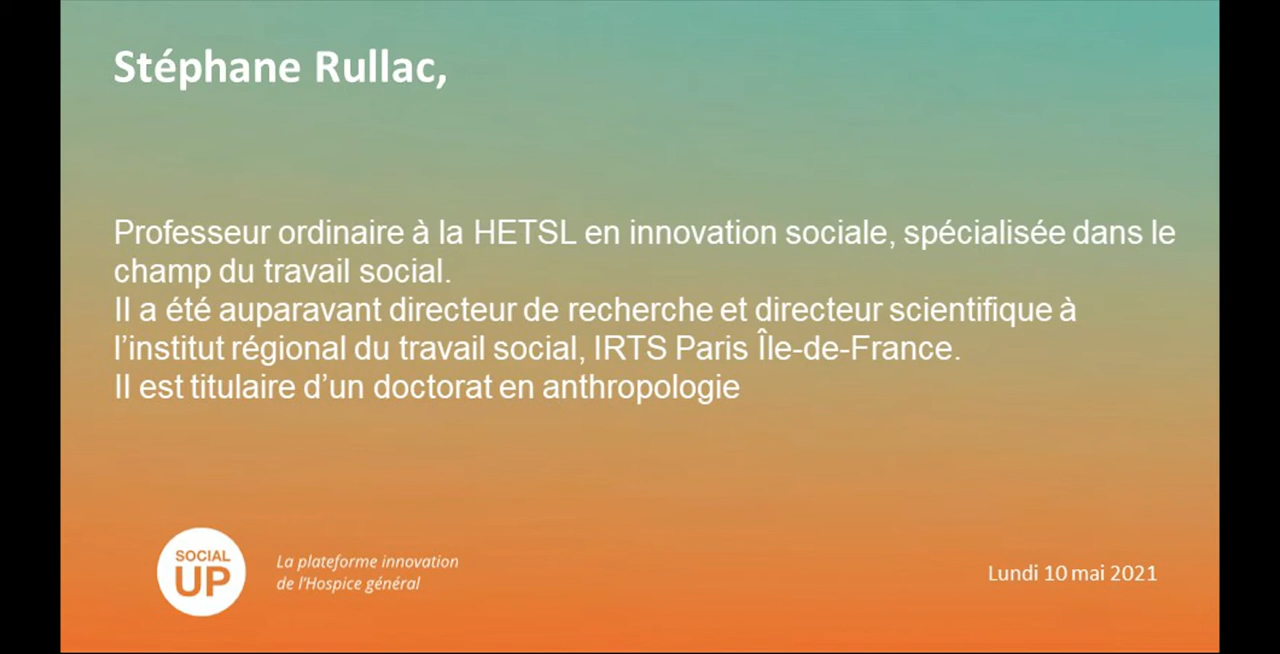 Stéphane Rullac,
Professeur ordinaire à la HETSL en innovation sociale, spécialisée dans le
champ du travail social.
Il a été auparavant directeur de recherche et directeur scientifique à
l’institut régional du travail social, IRTS Paris Île-de-France.
Il est titulaire d’un doctorat en anthropologie
SOCIAL
UP
La plateforme innovation
de l’Hospice général
Lundi 10 mai 2021